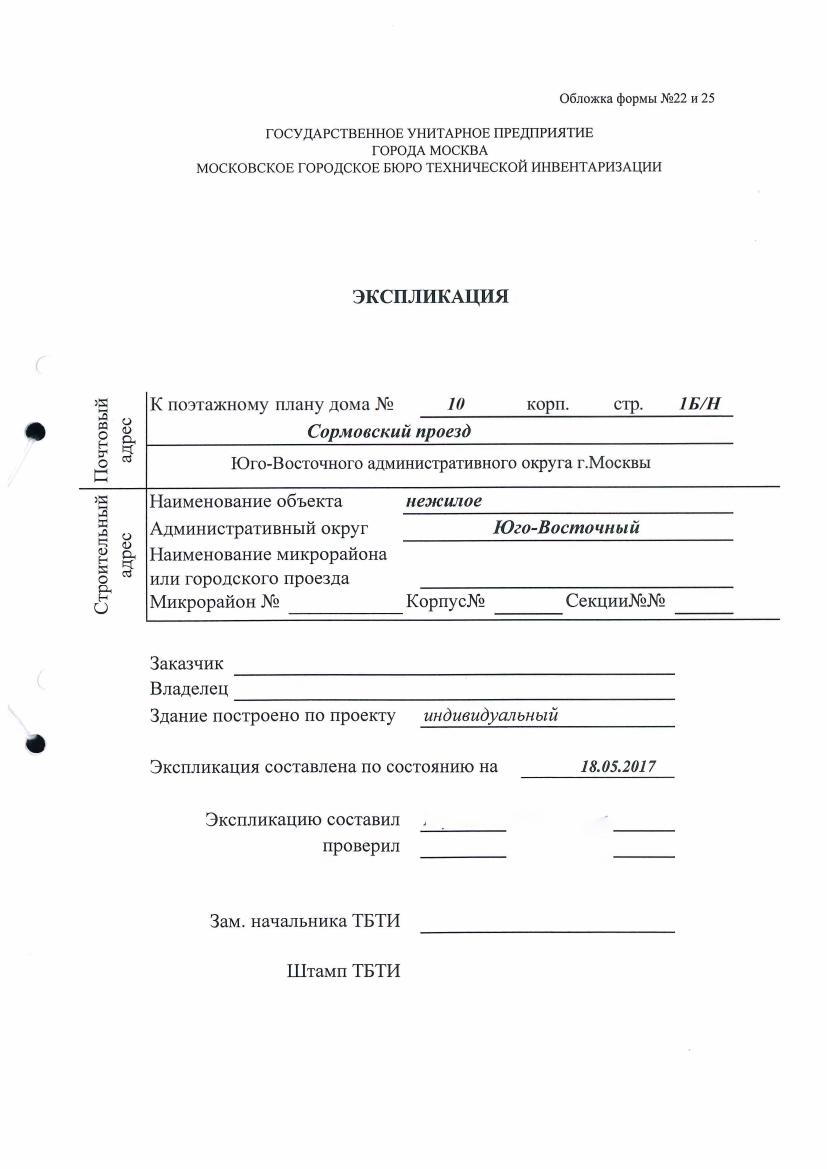 Обложка формы №22 и 25
ГОСУДАРСТВЕННОЕ УНИТАРНОЕ ПРЕДПРИЯТИЕ
ГОРОДА МОСКВА
МОСКОВСКОЕ ГОРОДСКОЕ БЮРО ТЕХНИЧЕСКОЙ ИНВЕНТАРИЗАЦИИ
ЭКСПЛИКАЦИЯ
Почтовый
адрес
К поэтажному плану дома № 10 корп. стр. 1Б/Н
Сормовский проезд
Юго-Восточного административного округа г.Москвы
Строительный
адрес
Наименование объекта нежилое
Административный округ Юго-Восточный
Наименование микрорайона
или городского проезда
Микрорайон № Корпус№ Секции№№
Заказчик
Владелец
Здание построено по проекту индивидуальный
Экспликация составлена по состоянию на 18.05.2017
Экспликацию составил
проверил
Зам. начальника ТБТИ
Штамп ТБТИ